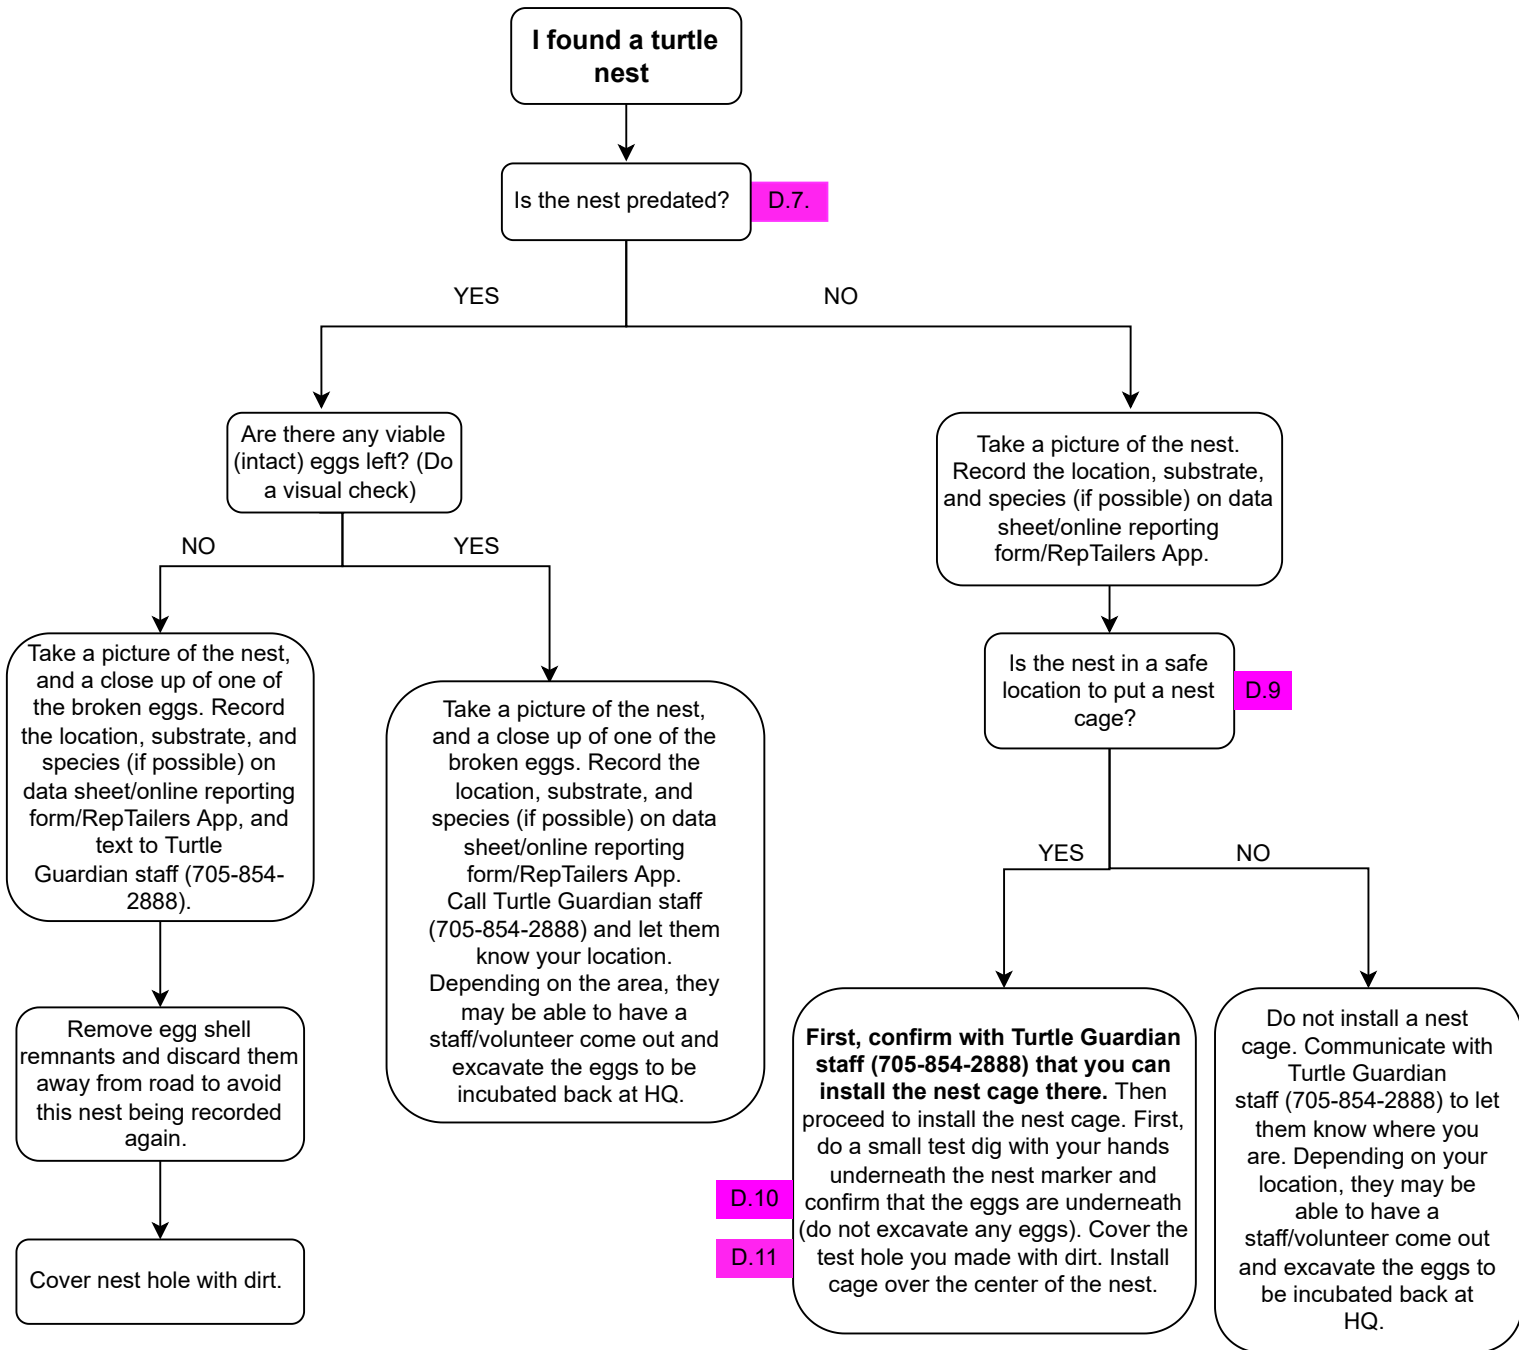 I found a turtle
nest
Is the nest predated?
D.7.
YES
NO
Are there any viable
(intact) eggs left? (Do
a visual check)
Take a picture of the nest.
Record the location, substrate,
and species (if possible) on data
sheet/online reporting
form/RepTailers App.
NO
YES
Take a picture of the nest,
and a close up of one of
the broken eggs. Record
the location, substrate, and
species (if possible) on
data sheet/online reporting
form/RepTailers App, and
text to Turtle
Guardian staff (705-854-
2888).
Take a picture of the nest,
and a close up of one of the
broken eggs. Record the
location, substrate, and
species (if possible) on data
sheet/online reporting
form/RepTailers App.
Call Turtle Guardian staff
(705-854-2888) and let them
know your location.
Depending on the area, they
may be able to have a
staff/volunteer come out and
excavate the eggs to be
incubated back at HQ.
Is the nest in a safe
location to put a nest
cage?
D.9
YES
NO
Remove egg shell
remnants and discard them
away from road to avoid
this nest being recorded
again.
Cover nest hole with dirt.
First, confirm with Turtle Guardian
staff (705-854-2888) that you can
install the nest cage there. Then
proceed to install the nest cage. First,
do a small test dig with your hands
underneath the nest marker and
confirm that the eggs are underneath
(do not excavate any eggs). Cover the
test hole you made with dirt. Install
cage over the center of the nest.
D.10
D.11
Do not install a nest
cage. Communicate with
Turtle Guardian
staff (705-854-2888) to let
them know where you
are. Depending on your
location, they may be
able to have a
staff/volunteer come out
and excavate the eggs to
be incubated back at
HQ.